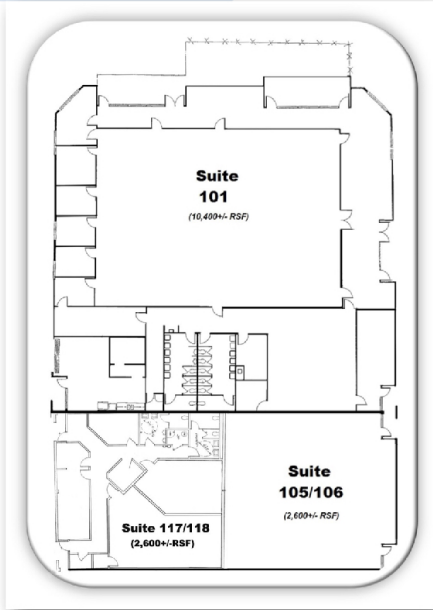 Suite
101
(10,400+/- RSF)
Suite
105/106
(2,600+/- RSF)
Suite 117/118
(2,600+/-RSF)